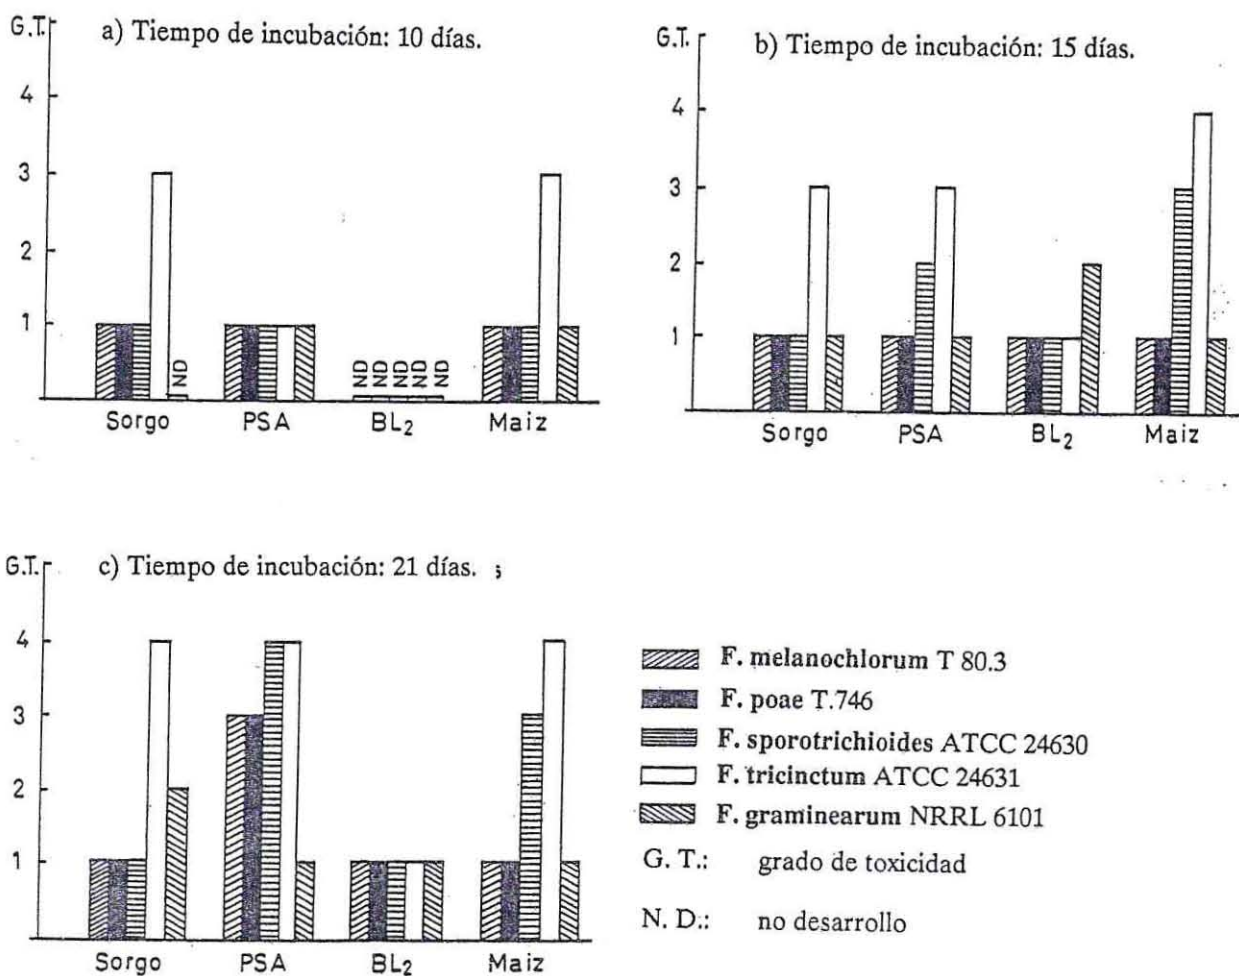 G.T.
a) Tiempo de incubación: 10 días.
4
3
2
1
ND
ND
ND
ND
ND
ND
Sorgo
PSA
BL₂
Maiz
G.T.
b) Tiempo de incubación: 15 días.
4
3
2
1
Sorgo
PSA
BL₂
Maiz
G.T.
c) Tiempo de incubación: 21 días.
4
3
2
1
Sorgo
PSA
BL₂
Maiz
F. melanochlorum T 80.3
F. poae T.746
F. sporotrichioides ATCC 24630
F. tricinctum ATCC 24631
F. graminearum NRRL 6101
G. T.: grado de toxicidad
N. D.: no desarrollo